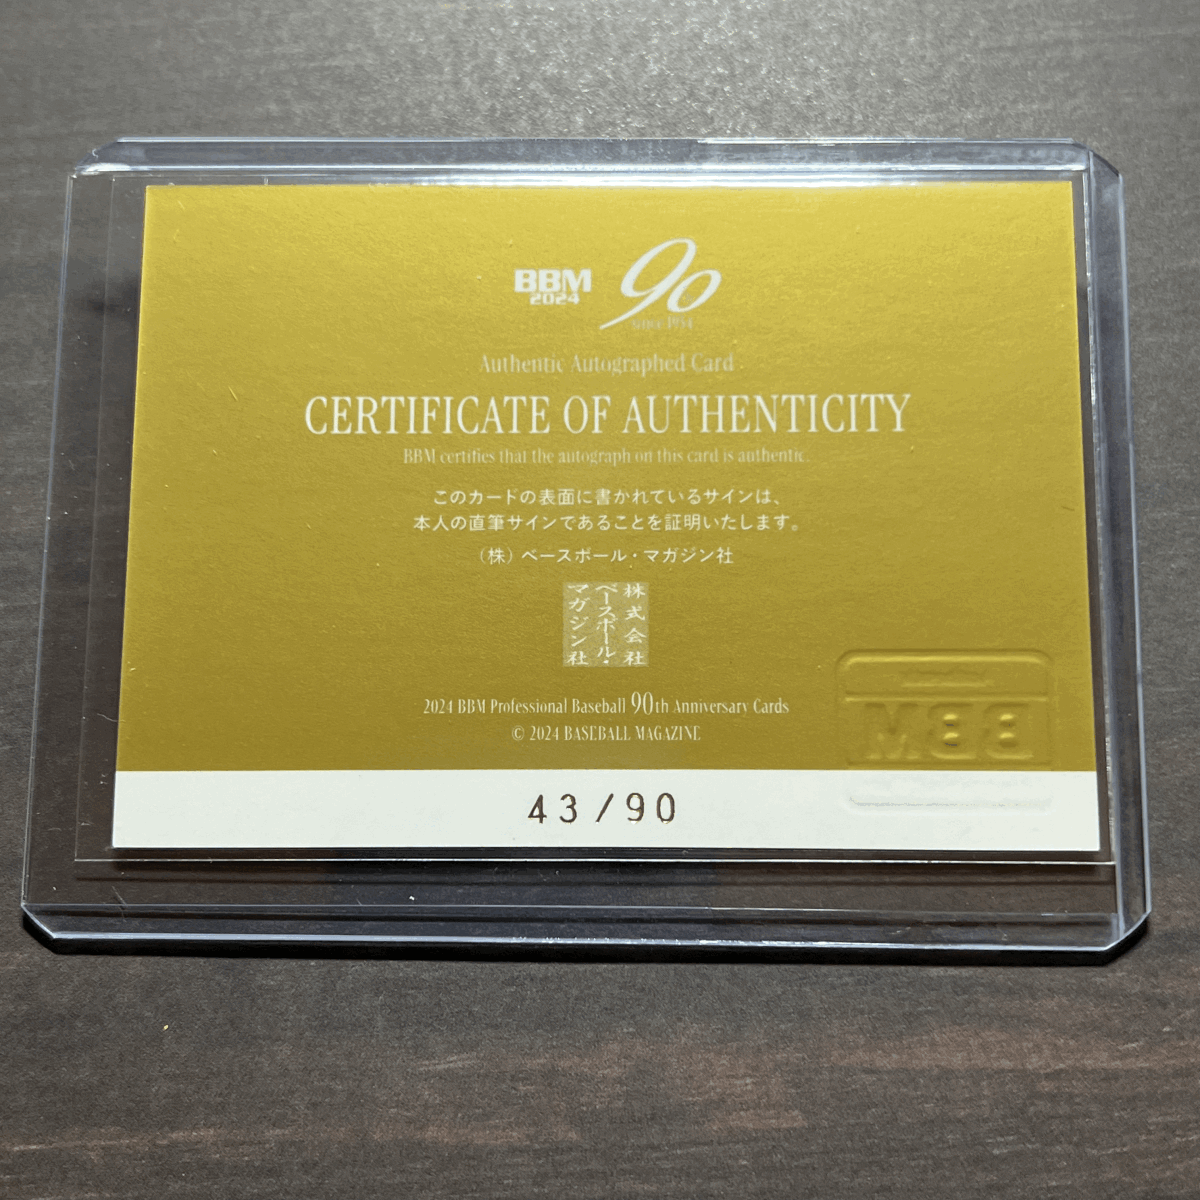 BBM
2024
90
since 1934
Authentic Autographed Card
CERTIFICATE OF AUTHENTICITY
BBM certifies that the autograph on this card is authentic.
このカードの表面に書かれているサインは、
本人の直筆サインであることを証明いたします。
(株)ベースボール・マガジン社
株式会社
ベースボール・
マガジン社
2024 BBM Professional Baseball 90th Anniversary Cards
© 2024 BASEBALL MAGAZINE
BBM
43/90